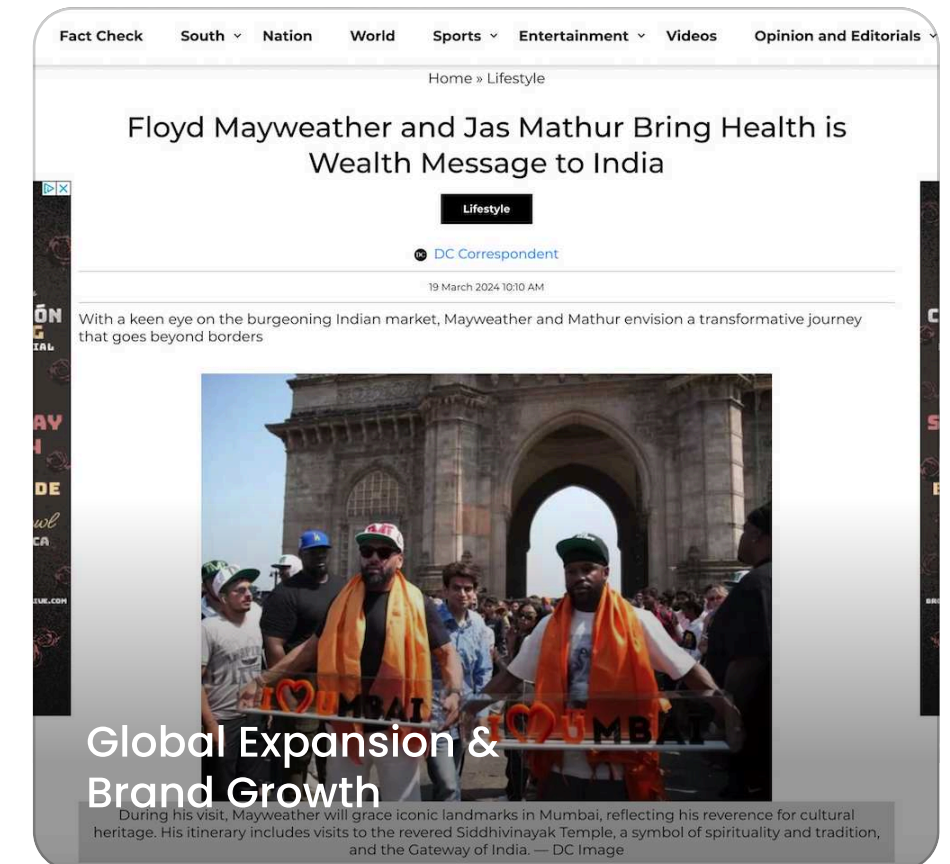 Fact Check South Nation World Sports Entertainment Videos Opinion and Editorials
Home » Lifestyle
Floyd Mayweather and Jas Mathur Bring Health is
Wealth Message to India
Lifestyle
DC Correspondent
19 March 2024 10:10 AM
With a keen eye on the burgeoning Indian market, Mayweather and Mathur envision a transformative journey
that goes beyond borders
I UMBAI
I UMBAI
Global Expansion &
Brand Growth
During his visit, Mayweather will grace iconic landmarks in Mumbai, reflecting his reverence for cultural
heritage. His itinerary includes visits to the revered Siddhivinayak Temple, a symbol of spirituality and tradition,
and the Gateway of India. — DC Image